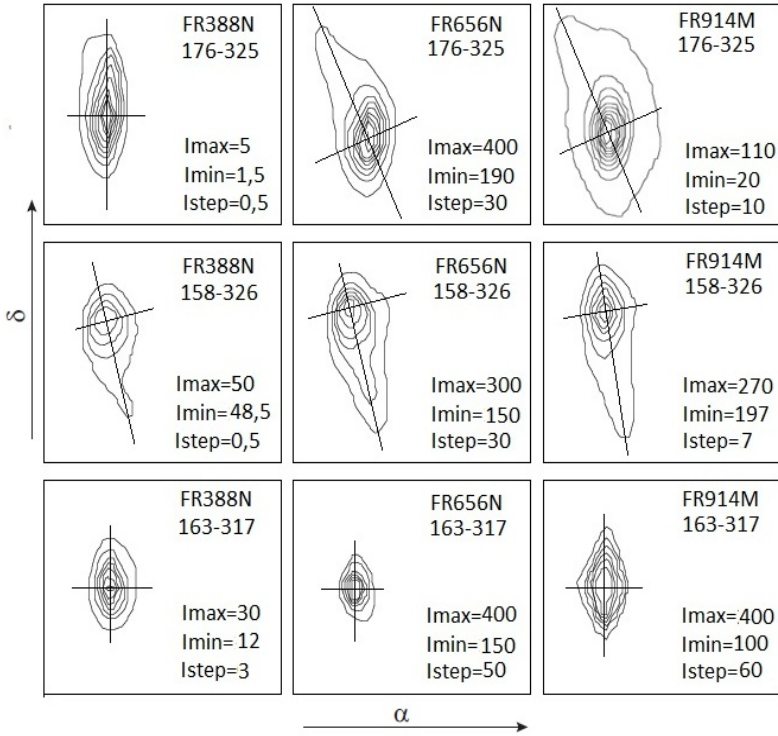 FR388N
176-325
Imax=5
Imin=1,5
Istep=0,5
FR656N
176-325
Imax=400
Imin=190
Istep=30
FR914M
176-325
Imax=110
Imin=20
Istep=10
FR388N
158-326
Imax=50
Imin=48,5
Istep=0,5
FR656N
158-326
Imax=300
Imin=150
Istep=30
FR914M
158-326
Imax=270
Imin=197
Istep=7
FR388N
163-317
Imax=30
Imin=12
Istep=3
FR656N
163-317
Imax=400
Imin=150
Istep=50
FR914M
163-317
Imax=400
Imin=100
Istep=60
δ
α